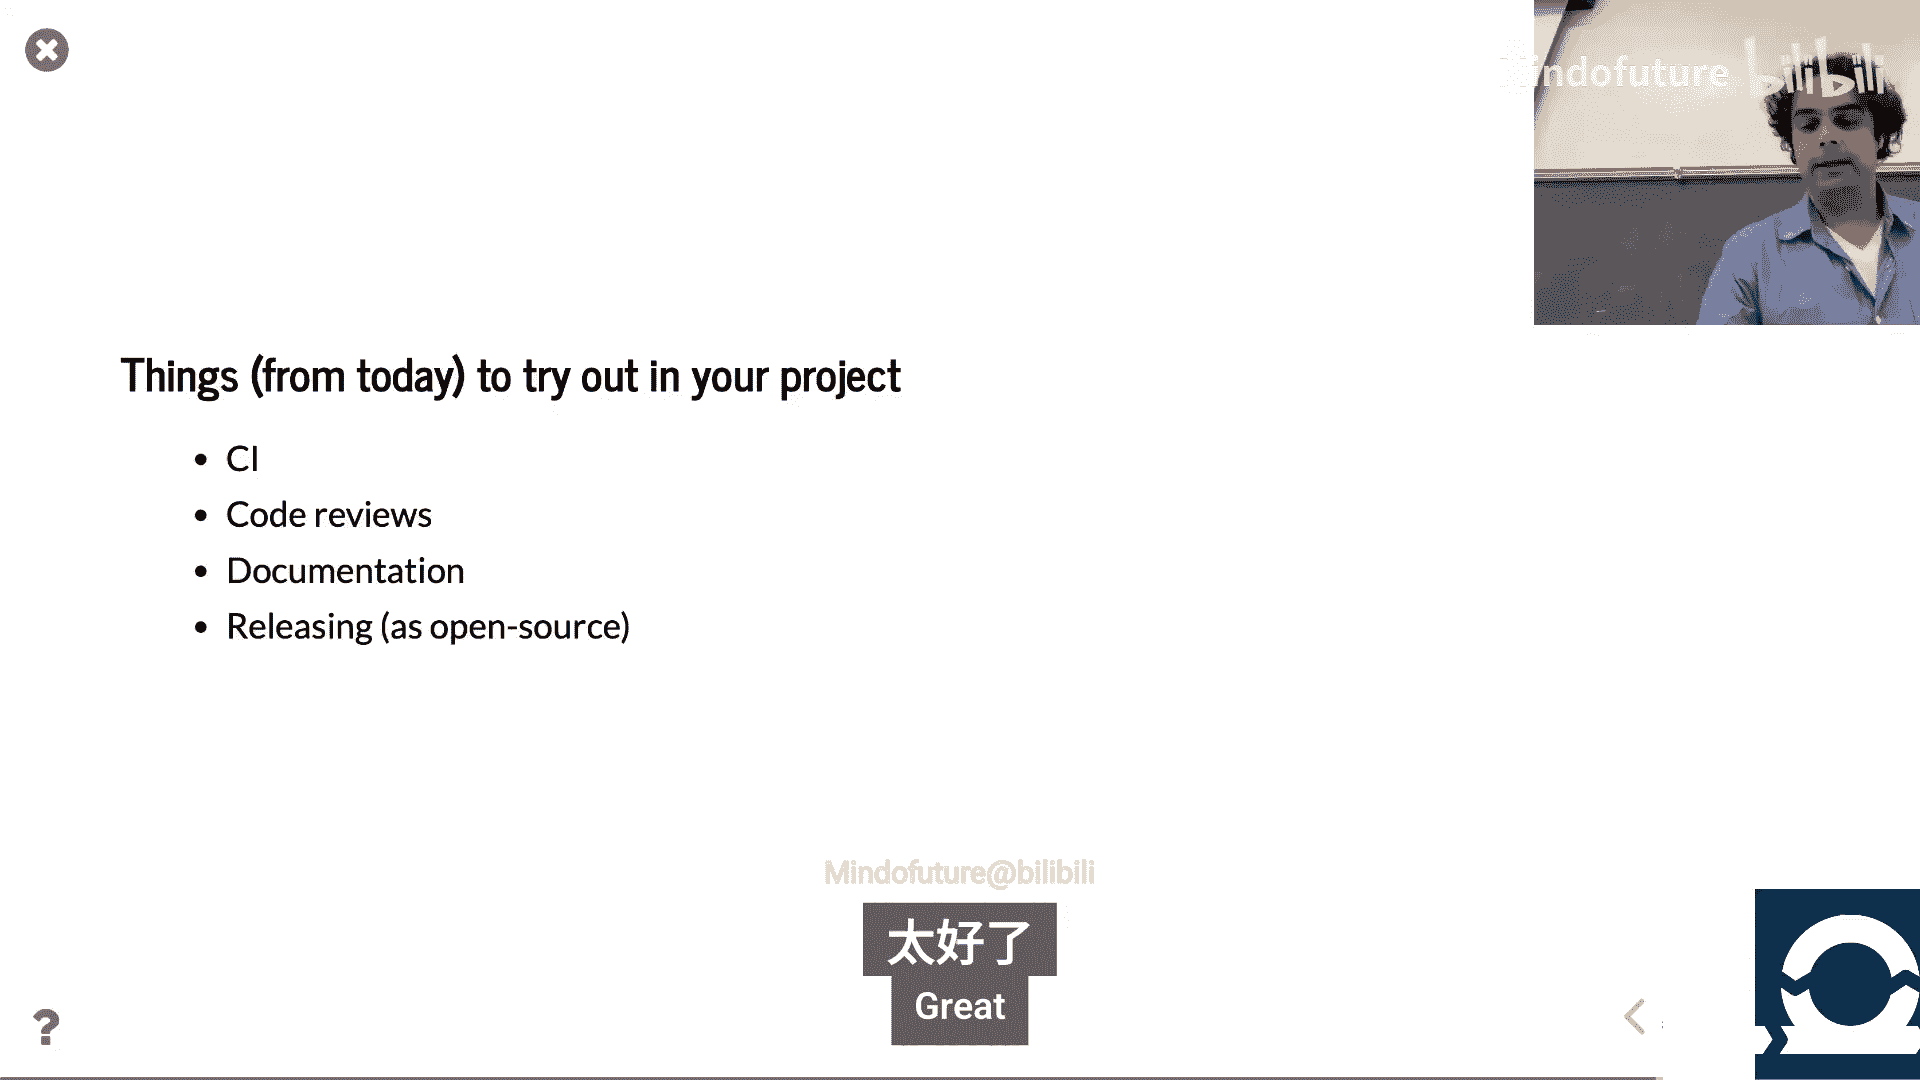 indofuture bilibili
Things (from today) to try out in your project
• CI
• Code reviews
• Documentation
• Releasing (as open-source)
Mindofuture@bilibili
太好了
Great
?